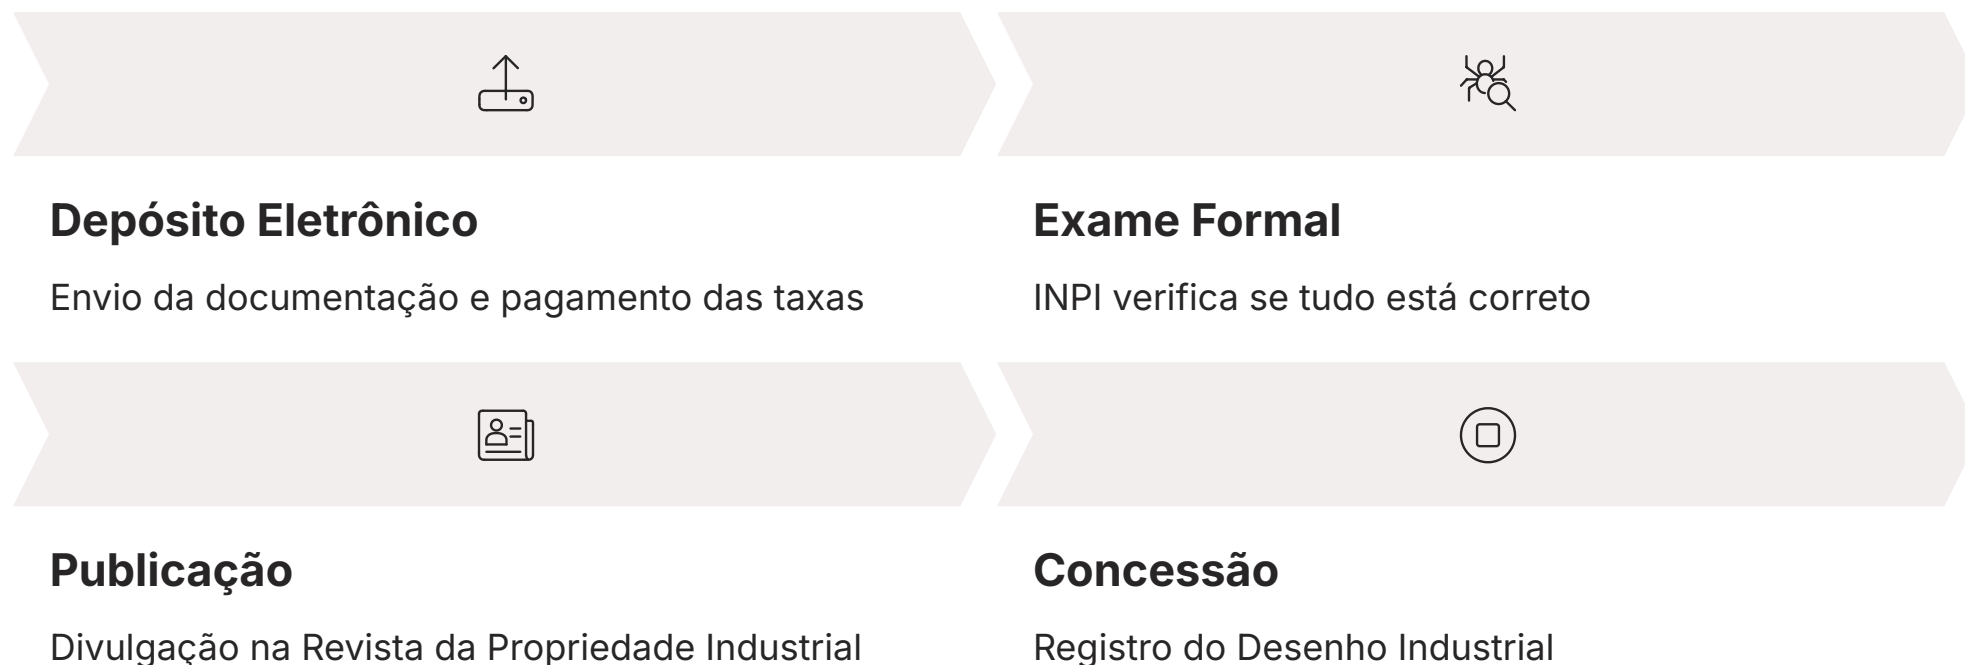 Depósito Eletrônico
Envio da documentação e pagamento das taxas
Exame Formal
INPI verifica se tudo está correto
Publicação
Divulgação na Revista da Propriedade Industrial
Concessão
Registro do Desenho Industrial